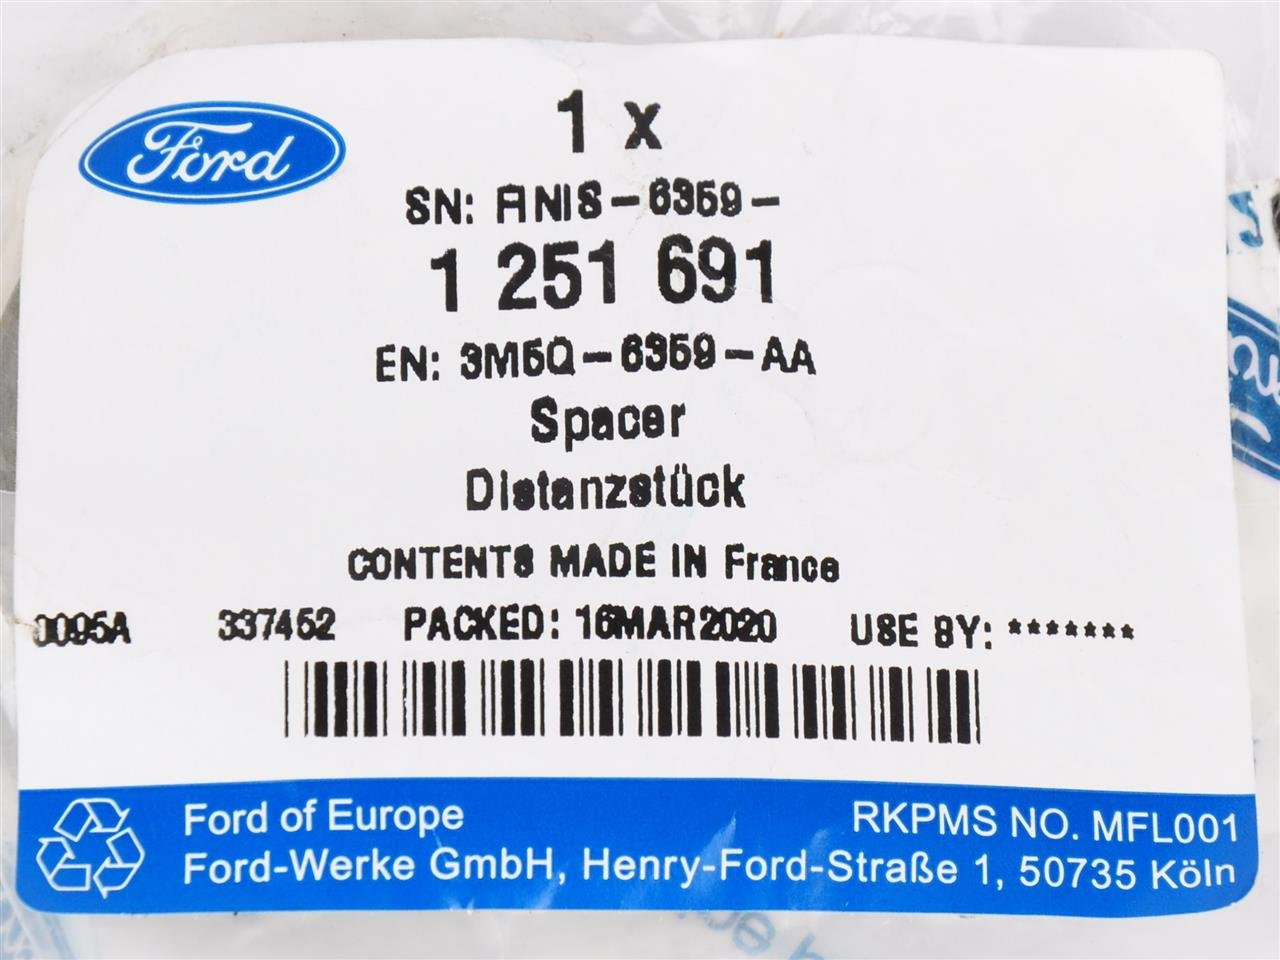 Ford
1 x
SN: ANIS-6359-
1 251 691
EN: 3M5Q-6359-AA
Spacer
Distanzstück
CONTENTS MADE IN France
0095A 337452 PACKED: 16MAR2020 USE BY: *******
Ford of Europe RKPMS NO. MFL001
Ford-Werke GmbH, Henry-Ford-Straße 1, 50735 Köln